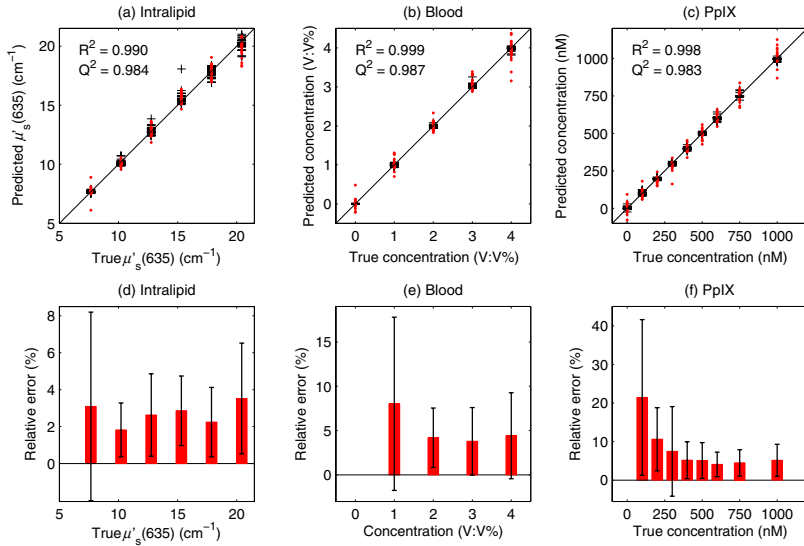 (a) Intralipid
(b) Blood
(c) PpIX
R² = 0.990
Q² = 0.984
R² = 0.999
Q² = 0.987
R² = 0.998
Q² = 0.983
Predicted μ's(635) (cm⁻¹)
20
15
10
5
5
10
15
20
True μ's(635) (cm⁻¹)
Predicted concentration (V:V%)
4
3
2
1
0
0
1
2
3
4
True concentration (V:V%)
Predicted concentration (nM)
1000
750
500
250
0
0
250
500
750
1000
True concentration (nM)
(d) Intralipid
(e) Blood
(f) PpIX
Relative error (%)
8
6
4
2
0
5
10
15
20
True μ's(635) (cm⁻¹)
Relative error (%)
15
10
5
0
0
1
2
3
4
Concentration (V:V%)
Relative error (%)
40
30
20
10
0
0
250
500
750
1000
True concentration (nM)